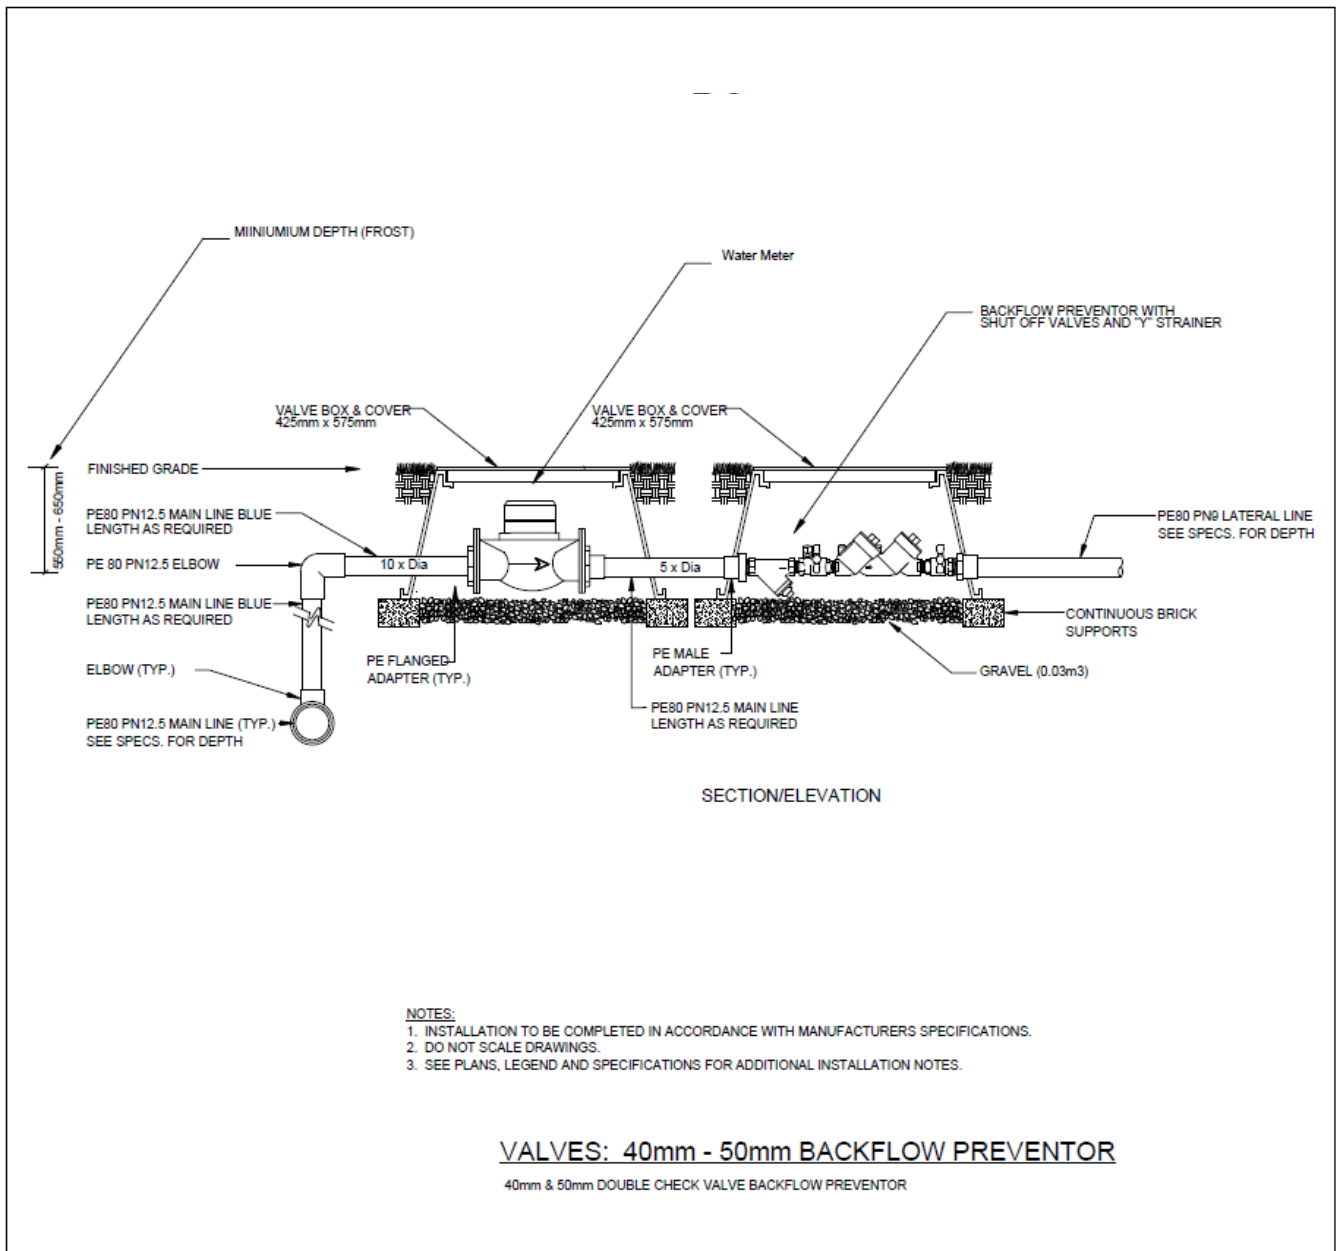 MIINIUMIUM DEPTH (FROST)
Water Meter
BACKFLOW PREVENTOR WITH
SHUT OFF VALVES AND "Y" STRAINER
VALVE BOX & COVER
425mm x 575mm
VALVE BOX & COVER
425mm x 575mm
FINISHED GRADE
550mm - 650mm
PE80 PN12.5 MAIN LINE BLUE
LENGTH AS REQUIRED
PE80 PN9 LATERAL LINE
SEE SPECS. FOR DEPTH
PE 80 PN12.5 ELBOW
10 x Dia
5 x Dia
PE80 PN12.5 MAIN LINE BLUE
LENGTH AS REQUIRED
CONTINUOUS BRICK
SUPPORTS
PE FLANGED
ADAPTER (TYP.)
PE MALE
ADAPTER (TYP.)
ELBOW (TYP.)
GRAVEL (0.03m3)
PE80 PN12.5 MAIN LINE
LENGTH AS REQUIRED
PE80 PN12.5 MAIN LINE (TYP.)
SEE SPECS. FOR DEPTH
SECTION/ELEVATION
NOTES:
1. INSTALLATION TO BE COMPLETED IN ACCORDANCE WITH MANUFACTURERS SPECIFICATIONS.
2. DO NOT SCALE DRAWINGS.
3. SEE PLANS, LEGEND AND SPECIFICATIONS FOR ADDITIONAL INSTALLATION NOTES.
VALVES: 40mm - 50mm BACKFLOW PREVENTOR
40mm & 50mm DOUBLE CHECK VALVE BACKFLOW PREVENTOR